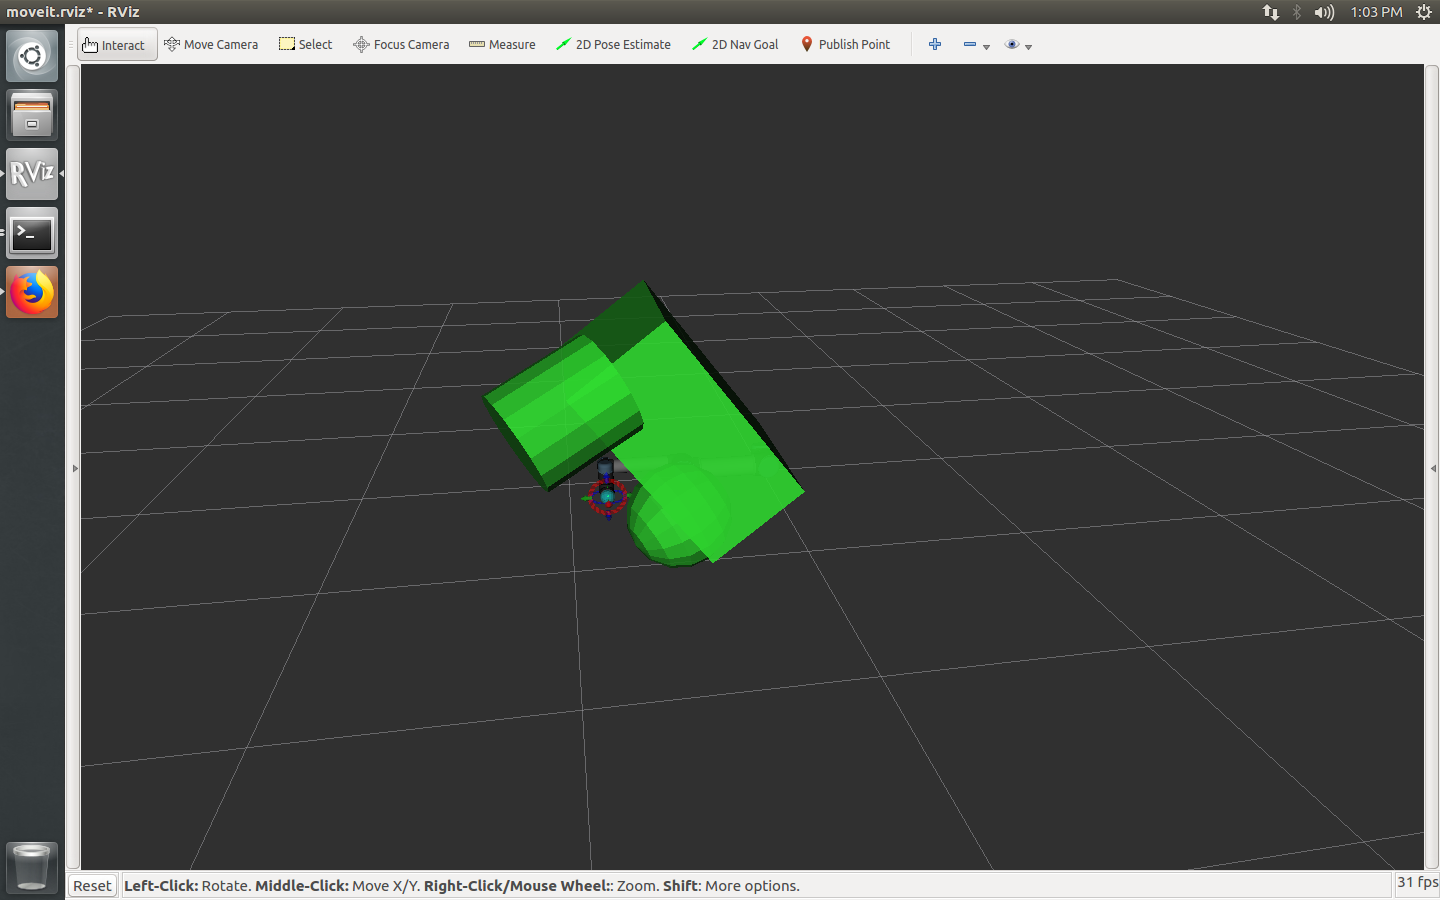 moveit.rviz* - RViz
1:03 PM
Interact Move Camera Select Focus Camera Measure 2D Pose Estimate 2D Nav Goal Publish Point
RViz
>_
Reset Left-Click: Rotate. Middle-Click: Move X/Y. Right-Click/Mouse Wheel:: Zoom. Shift: More options. 31 fps